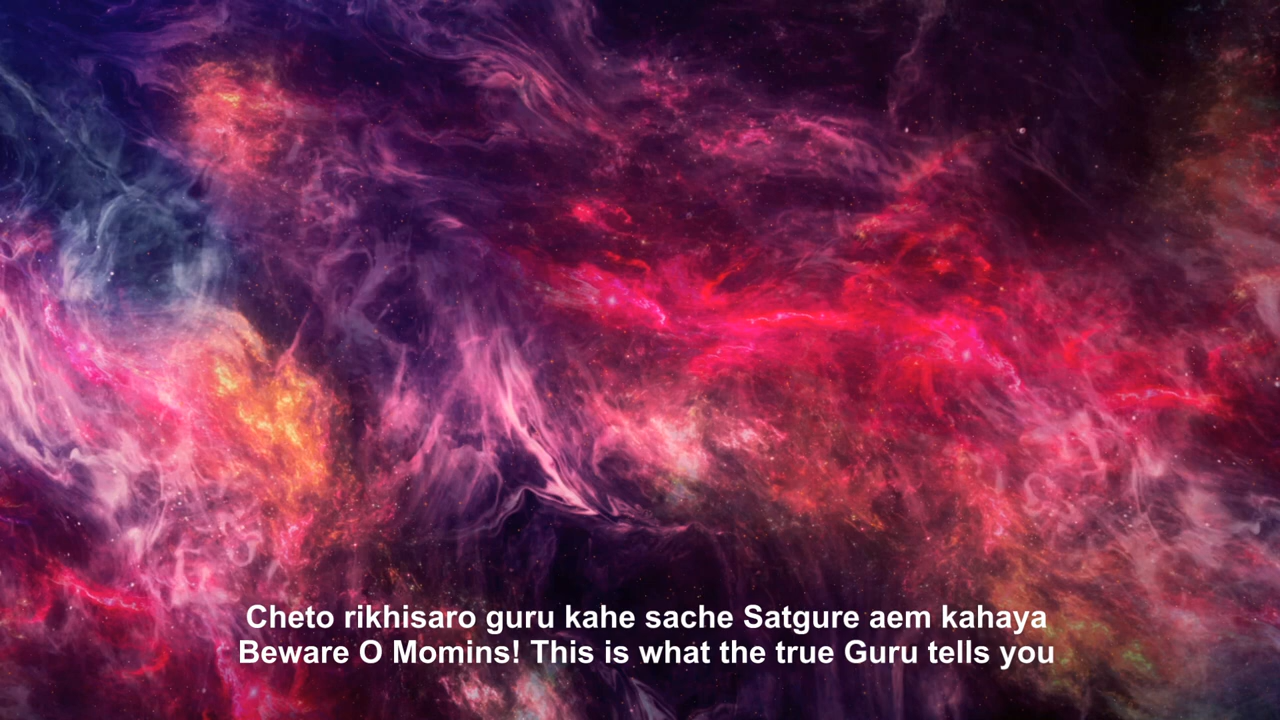 Cheto rikhisaro guru kahe sache Satgure aem kahaya
Beware O Momins! This is what the true Guru tells you